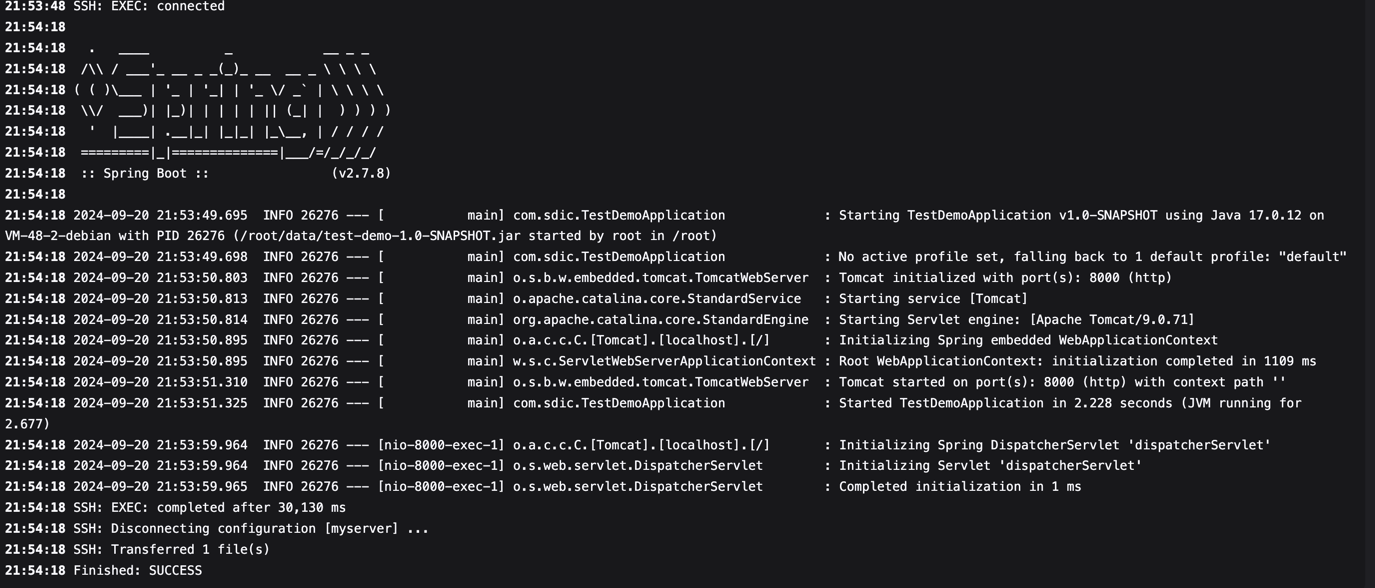 21:53:48 SSH: EXEC: connected
21:54:18
21:54:18   .   ____          _            __ _ _
21:54:18  /\\ / ___'_ __ _ _(_)_ __  __ _ \ \ \ \
21:54:18 ( ( )\___ | '_ | '_| | '_ \/ _` | \ \ \ \
21:54:18  \\/  ___)| |_)| | | | | || (_| |  ) ) ) )
21:54:18   '  |____| .__|_| |_|_| |_\__, | / / / /
21:54:18  =========|_|==============|___/=/_/_/_/
21:54:18  :: Spring Boot ::                (v2.7.8)
21:54:18
21:54:18 2024-09-20 21:53:49.695  INFO 26276 --- [           main] com.sdic.TestDemoApplication             : Starting TestDemoApplication v1.0-SNAPSHOT using Java 17.0.12 on
VM-48-2-debian with PID 26276 (/root/data/test-demo-1.0-SNAPSHOT.jar started by root in /root)
21:54:18 2024-09-20 21:53:49.698  INFO 26276 --- [           main] com.sdic.TestDemoApplication             : No active profile set, falling back to 1 default profile: "default"
21:54:18 2024-09-20 21:53:50.803  INFO 26276 --- [           main] o.s.b.w.embedded.tomcat.TomcatWebServer  : Tomcat initialized with port(s): 8000 (http)
21:54:18 2024-09-20 21:53:50.813  INFO 26276 --- [           main] o.apache.catalina.core.StandardService   : Starting service [Tomcat]
21:54:18 2024-09-20 21:53:50.814  INFO 26276 --- [           main] org.apache.catalina.core.StandardEngine  : Starting Servlet engine: [Apache Tomcat/9.0.71]
21:54:18 2024-09-20 21:53:50.895  INFO 26276 --- [           main] o.a.c.c.C.[Tomcat].[localhost].[/]       : Initializing Spring embedded WebApplicationContext
21:54:18 2024-09-20 21:53:50.895  INFO 26276 --- [           main] w.s.c.ServletWebServerApplicationContext : Root WebApplicationContext: initialization completed in 1109 ms
21:54:18 2024-09-20 21:53:51.310  INFO 26276 --- [           main] o.s.b.w.embedded.tomcat.TomcatWebServer  : Tomcat started on port(s): 8000 (http) with context path ''
21:54:18 2024-09-20 21:53:51.325  INFO 26276 --- [           main] com.sdic.TestDemoApplication             : Started TestDemoApplication in 2.228 seconds (JVM running for
2.677)
21:54:18 2024-09-20 21:53:59.964  INFO 26276 --- [nio-8000-exec-1] o.a.c.c.C.[Tomcat].[localhost].[/]       : Initializing Spring DispatcherServlet 'dispatcherServlet'
21:54:18 2024-09-20 21:53:59.964  INFO 26276 --- [nio-8000-exec-1] o.s.web.servlet.DispatcherServlet        : Initializing Servlet 'dispatcherServlet'
21:54:18 2024-09-20 21:53:59.965  INFO 26276 --- [nio-8000-exec-1] o.s.web.servlet.DispatcherServlet        : Completed initialization in 1 ms
21:54:18 SSH: EXEC: completed after 30,130 ms
21:54:18 SSH: Disconnecting configuration [myserver] ...
21:54:18 SSH: Transferred 1 file(s)
21:54:18 Finished: SUCCESS